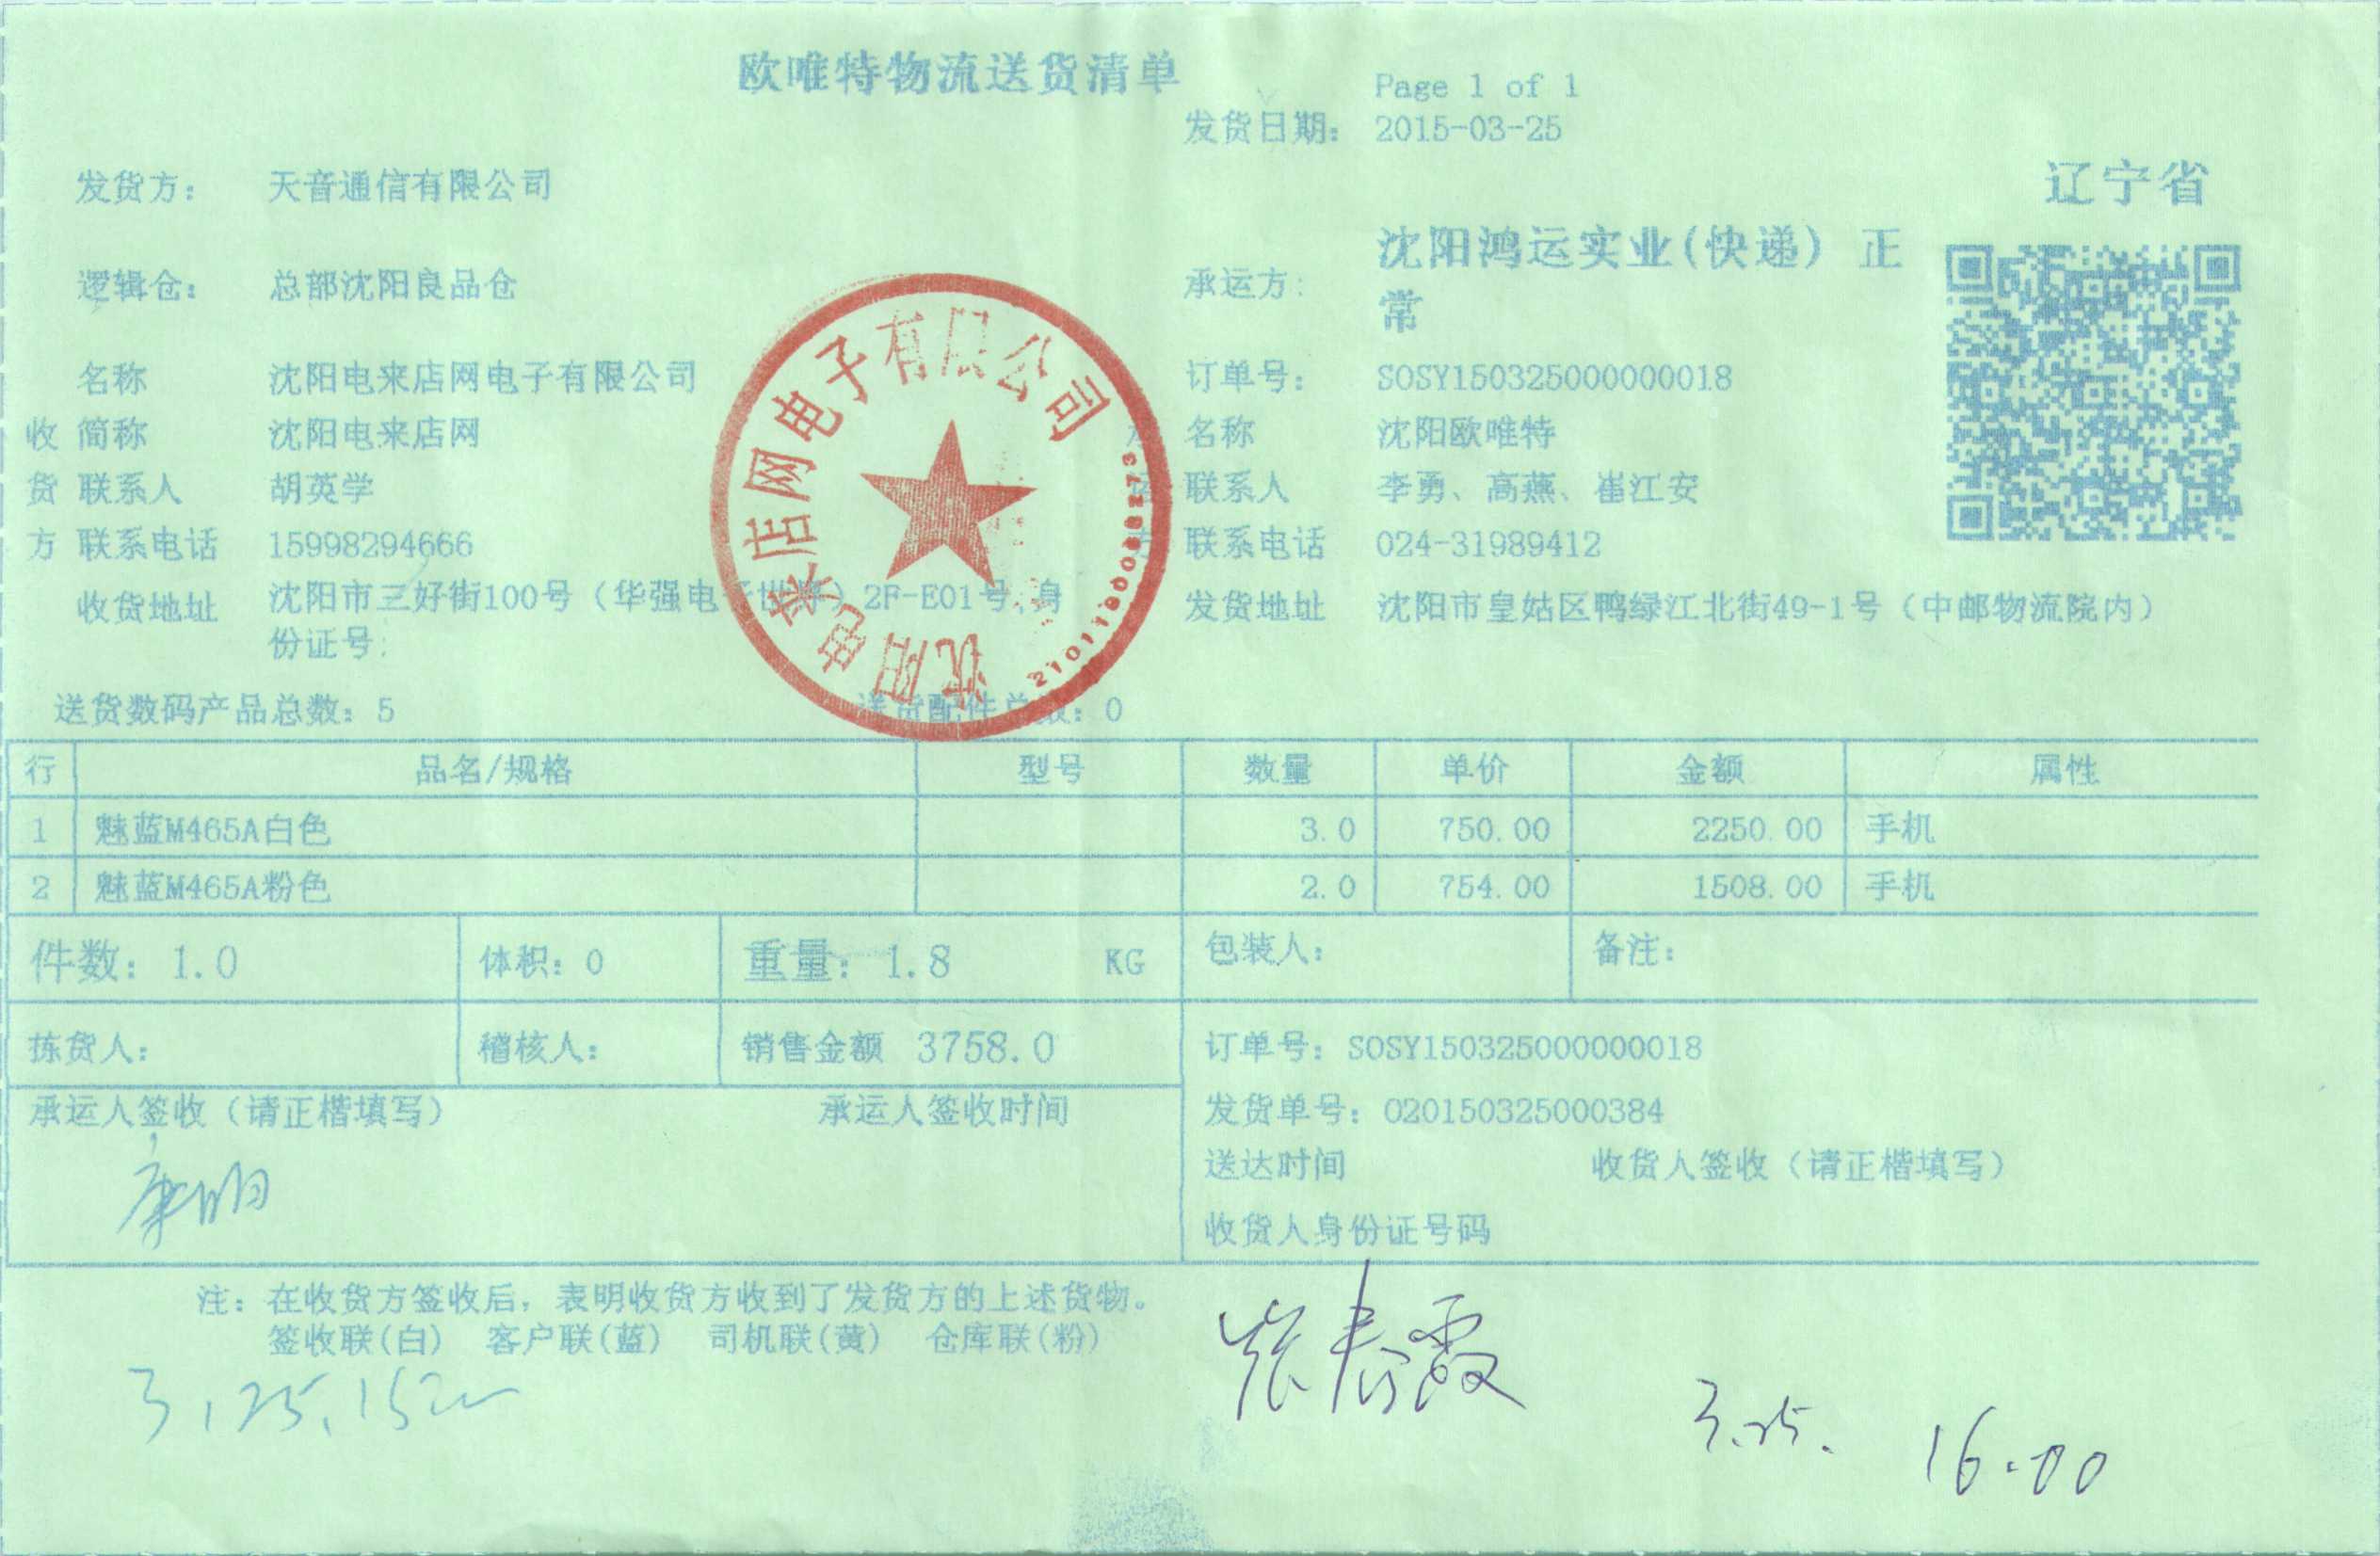 欧唯特物流送货清单
Page 1 of 1
发货日期: 2015-03-25
发货方: 天音通信有限公司
辽宁省
逻辑仓: 总部沈阳良品仓
承运方: 沈阳鸿运实业(快递) 正
常
名称 沈阳电来店网电子有限公司
订单号: SOSY150325000000018
收 简称 沈阳电来店网
名称 沈阳欧唯特
货 联系人 胡英学
联系人 李勇、高燕、崔江安
方 联系电话 15998294666
联系电话 024-31989412
收货地址 沈阳市三好街100号（华强电子世界）2F-E01号,身
份证号:
发货地址 沈阳市皇姑区鸭绿江北街49-1号（中邮物流院内）
沈阳电来店网电子有限公司
送货数码产品总数: 5 送货配件总数: 0
行 品名/规格 型号 数量 单价 金额 属性
1 魅蓝M465A白色 3.0 750.00 2250.00 手机
2 魅蓝M465A粉色 2.0 754.00 1508.00 手机
件数: 1.0 体积: 0 重量: 1.8 KG 包装人: 备注:
拣货人: 稽核人: 销售金额 3758.0 订单号: SOSY150325000000018
承运人签收（请正楷填写） 承运人签收时间 发货单号: 020150325000384
送达时间 收货人签收（请正楷填写）
康明
收货人身份证号码
注: 在收货方签收后, 表明收货方收到了发货方的上述货物。
签收联(白) 客户联(蓝) 司机联(黄) 仓库联(粉)
张春霞
3.25. 16.00